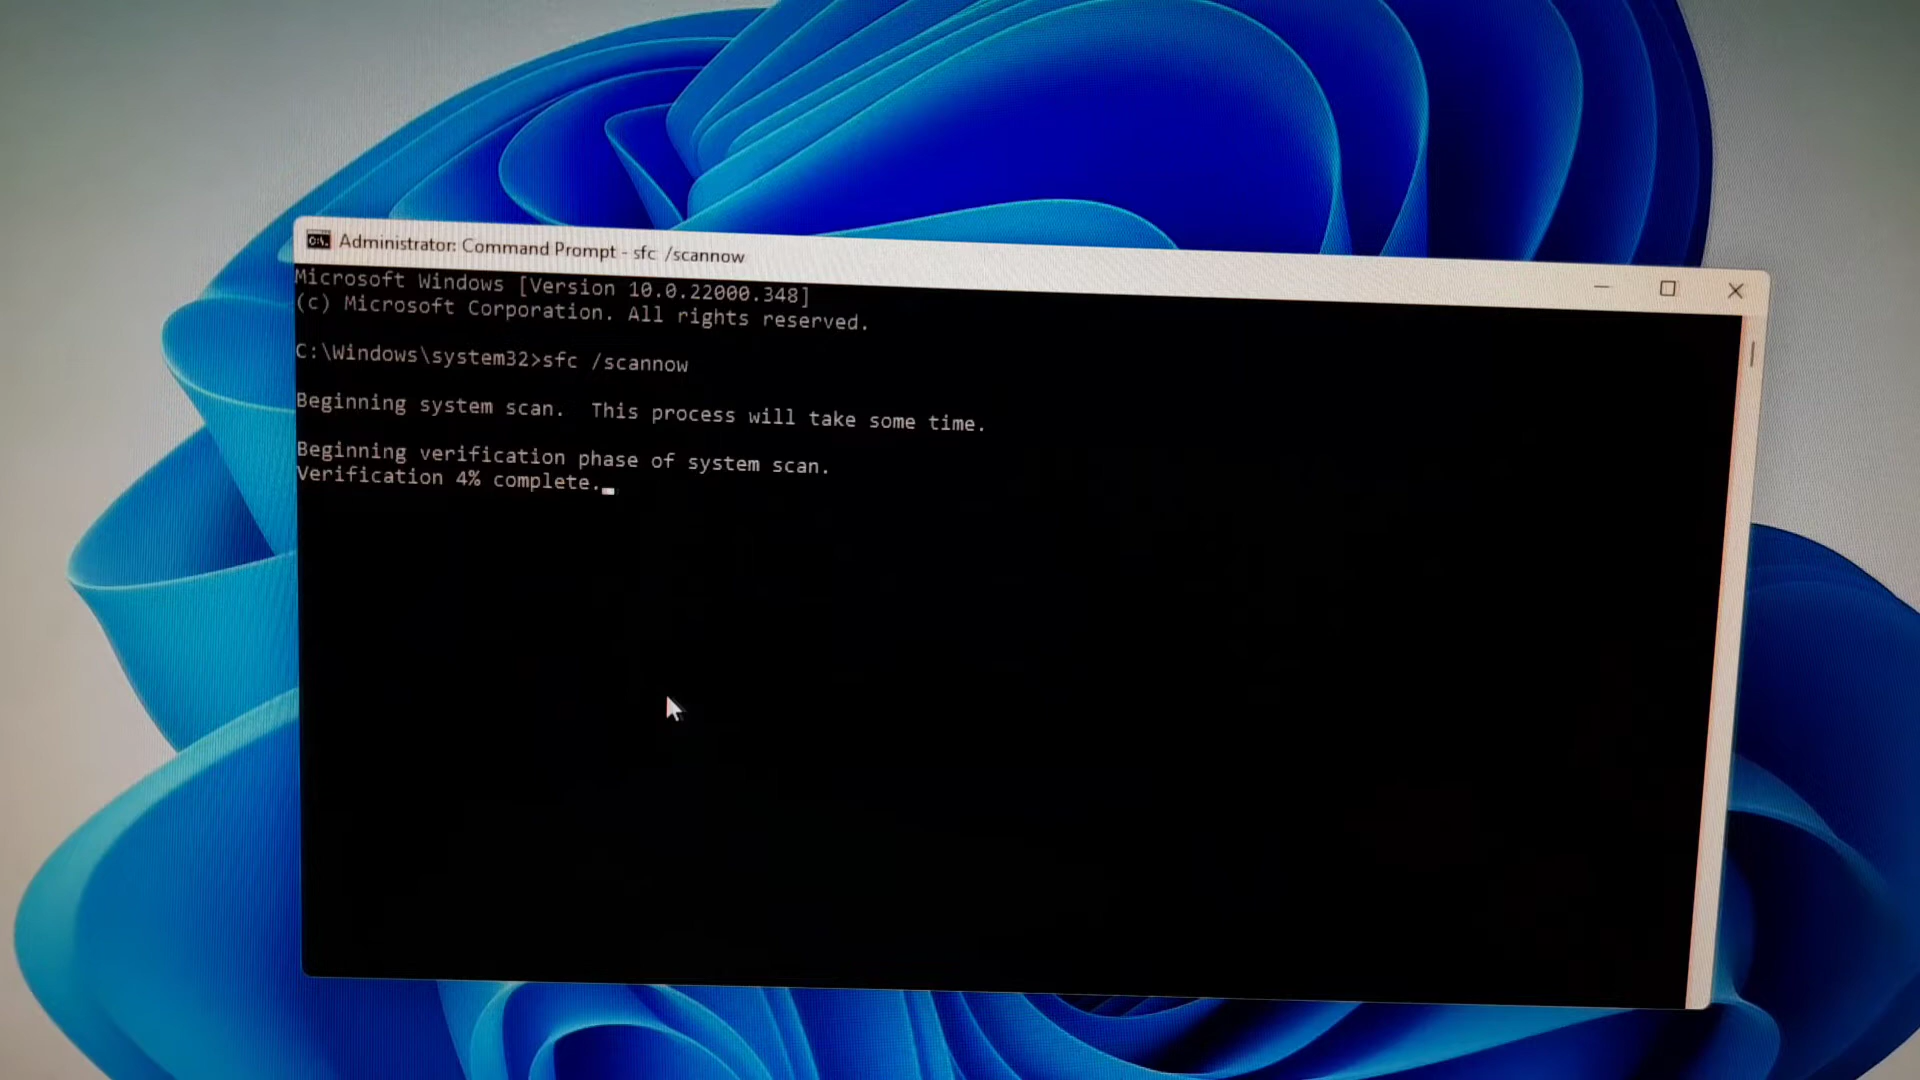 Administrator: Command Prompt - sfc /scannow
Microsoft Windows [Version 10.0.22000.348]
(c) Microsoft Corporation. All rights reserved.
C:\Windows\system32>sfc /scannow
Beginning system scan.  This process will take some time.
Beginning verification phase of system scan.
Verification 4% complete.